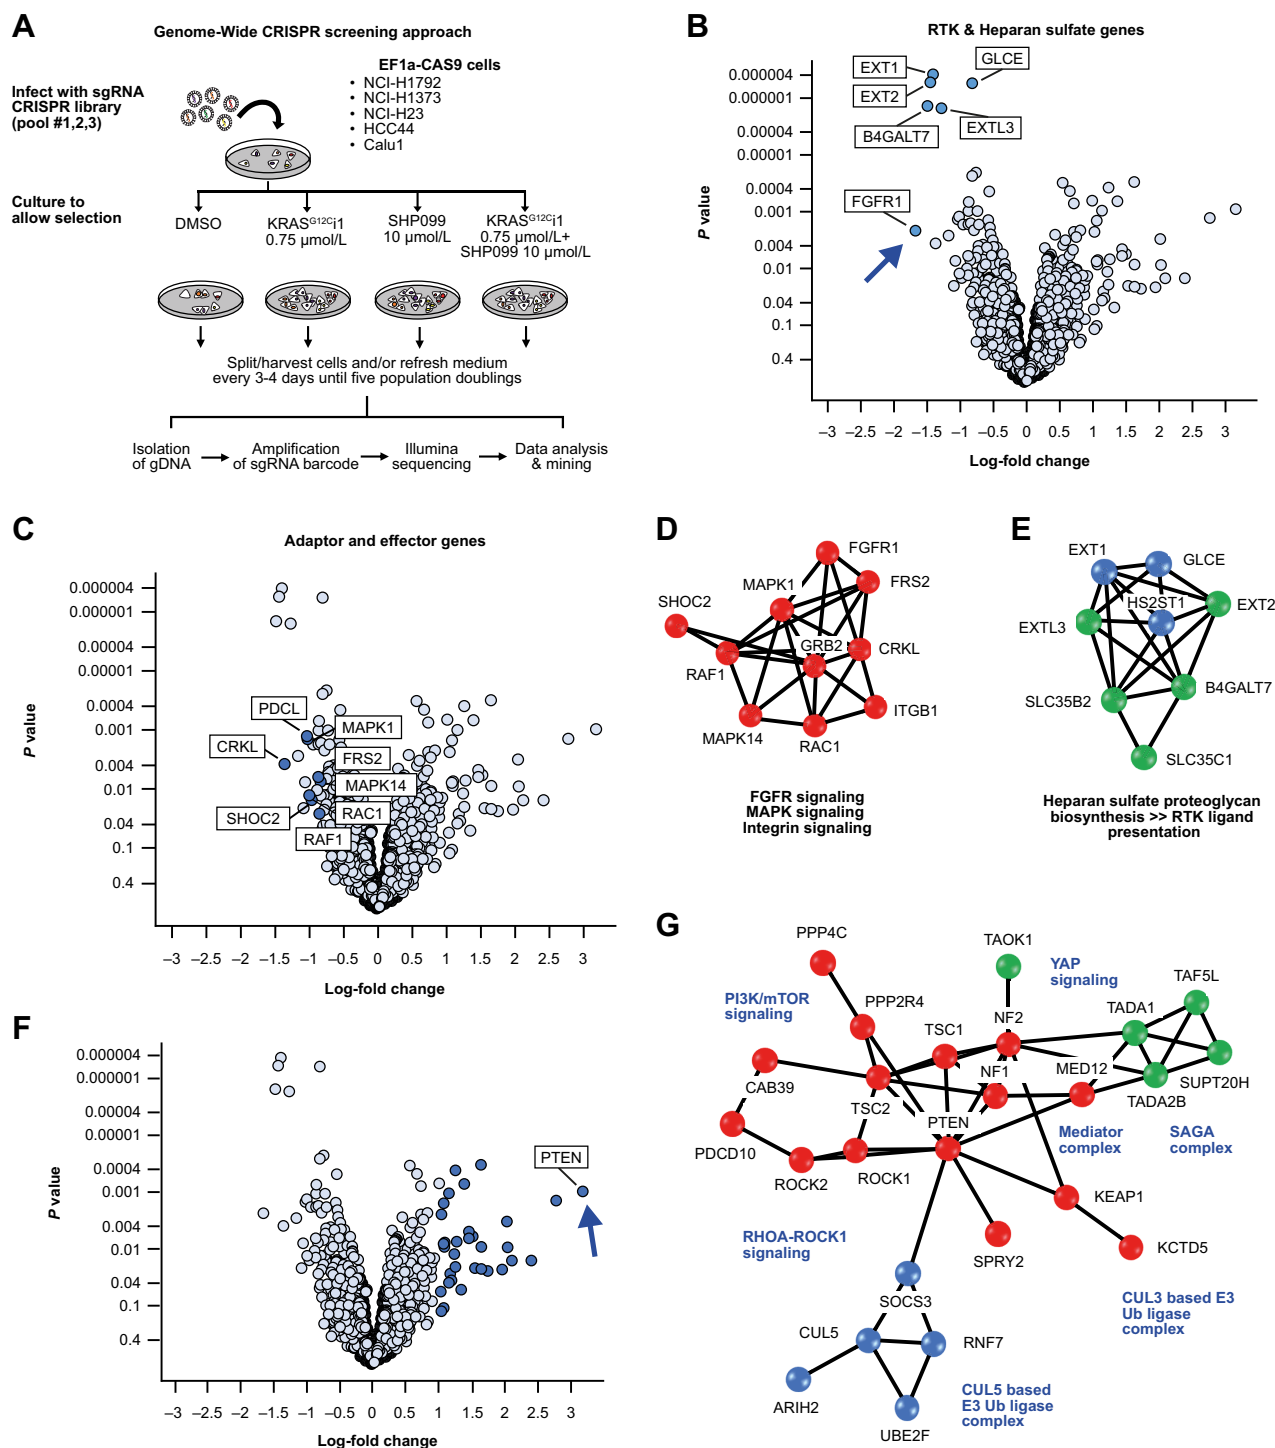 A
Genome-Wide CRISPR screening approach
Infect with sgRNA
CRISPR library
(pool #1,2,3)
EF1a-CAS9 cells
• NCI-H1792
• NCI-H1373
• NCI-H23
• HCC44
• Calu1
Culture to
allow selection
DMSO
KRASG12Ci1
0.75 µmol/L
SHP099
10 µmol/L
KRASG12Ci1
0.75 µmol/L+
SHP099 10 µmol/L
Split/harvest cells and/or refresh medium
every 3-4 days until five population doublings
Isolation
of gDNA
Amplification
of sgRNA barcode
Illumina
sequencing
Data analysis
& mining
B
RTK & Heparan sulfate genes
EXT1
EXT2
GLCE
B4GALT7
EXTL3
FGFR1
P value
0.000004
0.000001
0.00004
0.00001
0.0004
0.001
0.004
0.01
0.04
0.1
0.4
–3 –2.5 –2 –1.5 –1 –0.5 0 0.5 1 1.5 2 2.5 3
Log-fold change
C
Adaptor and effector genes
P value
0.000004
0.000001
0.00004
0.00001
0.0004
0.001
0.004
0.01
0.04
0.1
0.4
PDCL
MAPK1
CRKL
FRS2
MAPK14
SHOC2
RAC1
RAF1
–3 –2.5 –2 –1.5 –1 –0.5 0 0.5 1 1.5 2 2.5 3
Log-fold change
D
FGFR1
FRS2
MAPK1
SHOC2
GRB2
CRKL
RAF1
ITGB1
MAPK14
RAC1
FGFR signaling
MAPK signaling
Integrin signaling
E
EXT1
GLCE
HS2ST1
EXT2
EXTL3
B4GALT7
SLC35B2
SLC35C1
Heparan sulfate proteoglycan
biosynthesis >> RTK ligand
presentation
F
P value
0.000004
0.000001
0.00004
0.00001
0.0004
0.001
0.004
0.01
0.04
0.1
0.4
PTEN
–3 –2.5 –2 –1.5 –1 –0.5 0 0.5 1 1.5 2 2.5 3
Log-fold change
G
PPP4C
TAOK1
YAP
signaling
TAF5L
PI3K/mTOR
signaling
PPP2R4
TSC1
NF2
TADA1
CAB39
NF1
MED12
SUPT20H
TSC2
TADA2B
PTEN
PDCD10
Mediator
complex
SAGA
complex
ROCK2
ROCK1
KEAP1
RHOA-ROCK1
signaling
SPRY2
KCTD5
SOCS3
CUL3 based E3
Ub ligase
complex
CUL5
RNF7
ARIH2
UBE2F
CUL5 based
E3 Ub ligase
complex